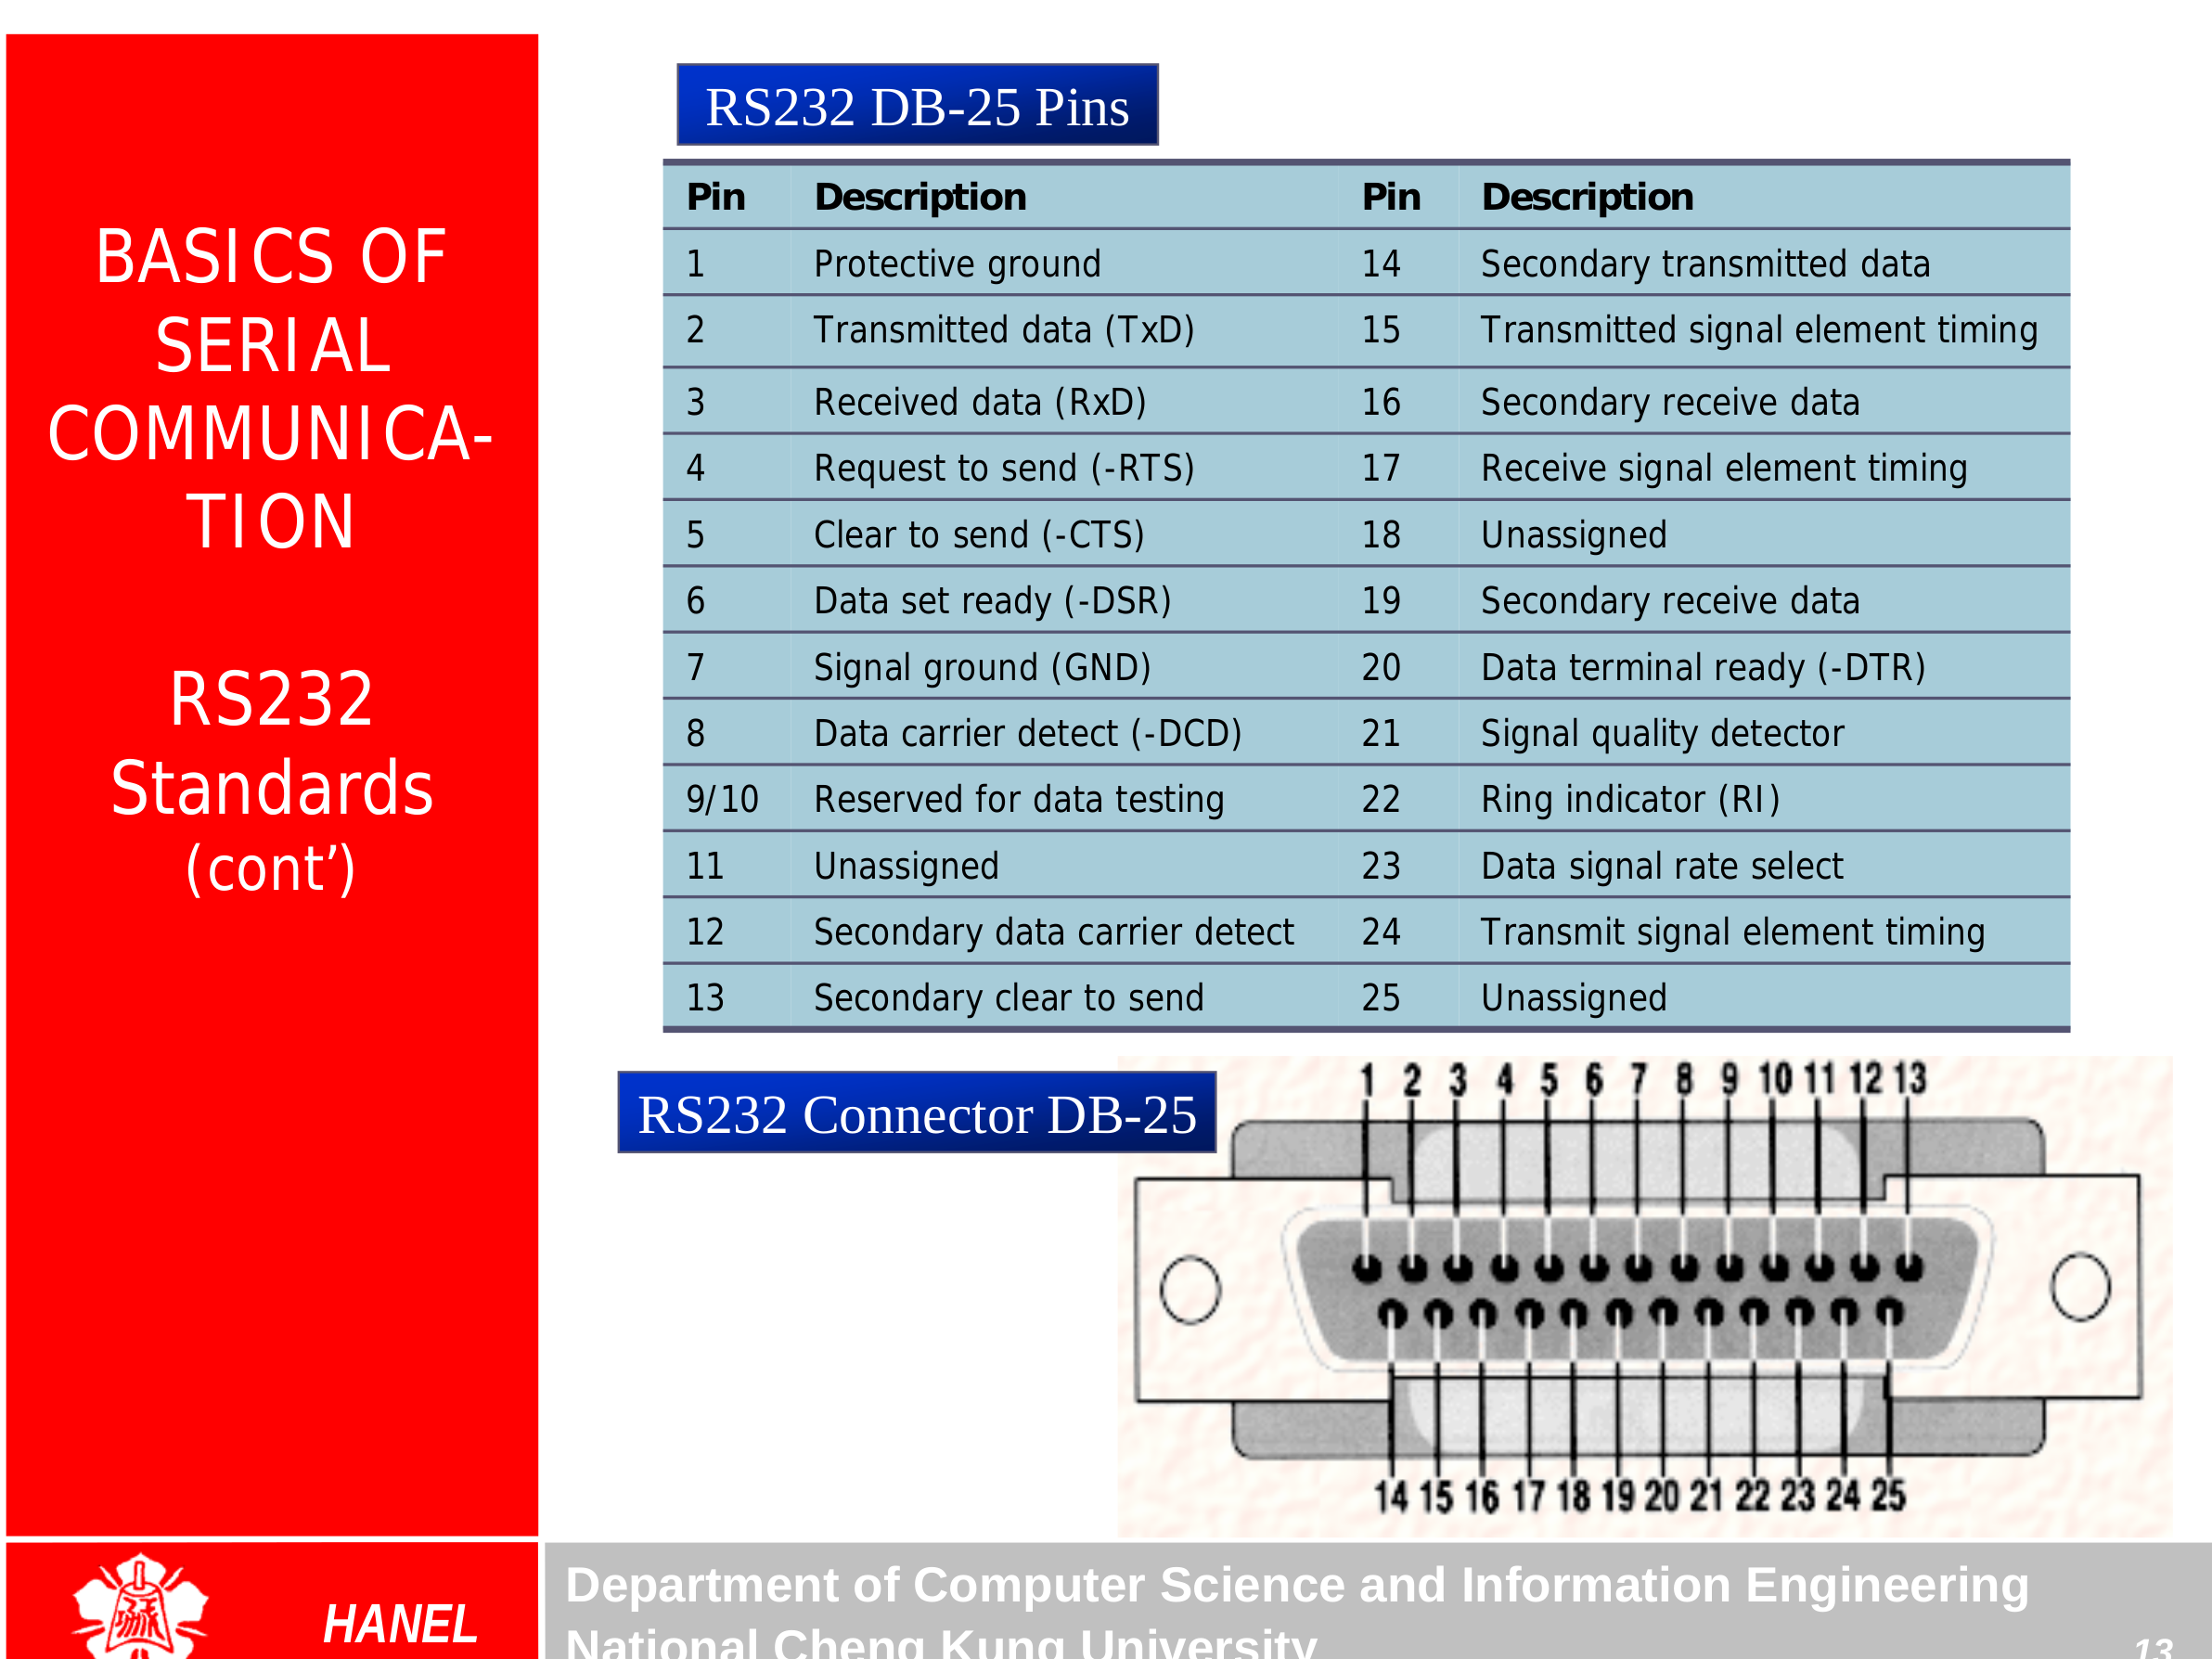 BASICS OF
SERIAL
COMMUNICA-
TION
RS232
Standards
(cont’)
RS232 DB-25 Pins
Pin Description Pin Description
1 Protective ground 14 Secondary transmitted data
2 Transmitted data (TxD) 15 Transmitted signal element timing
3 Received data (RxD) 16 Secondary receive data
4 Request to send (-RTS) 17 Receive signal element timing
5 Clear to send (-CTS) 18 Unassigned
6 Data set ready (-DSR) 19 Secondary receive data
7 Signal ground (GND) 20 Data terminal ready (-DTR)
8 Data carrier detect (-DCD) 21 Signal quality detector
9/10 Reserved for data testing 22 Ring indicator (RI)
11 Unassigned 23 Data signal rate select
12 Secondary data carrier detect 24 Transmit signal element timing
13 Secondary clear to send 25 Unassigned
RS232 Connector DB-25
1 2 3 4 5 6 7 8 9 10 11 12 13
14 15 16 17 18 19 20 21 22 23 24 25
HANEL
Department of Computer Science and Information Engineering
National Cheng Kung University
13